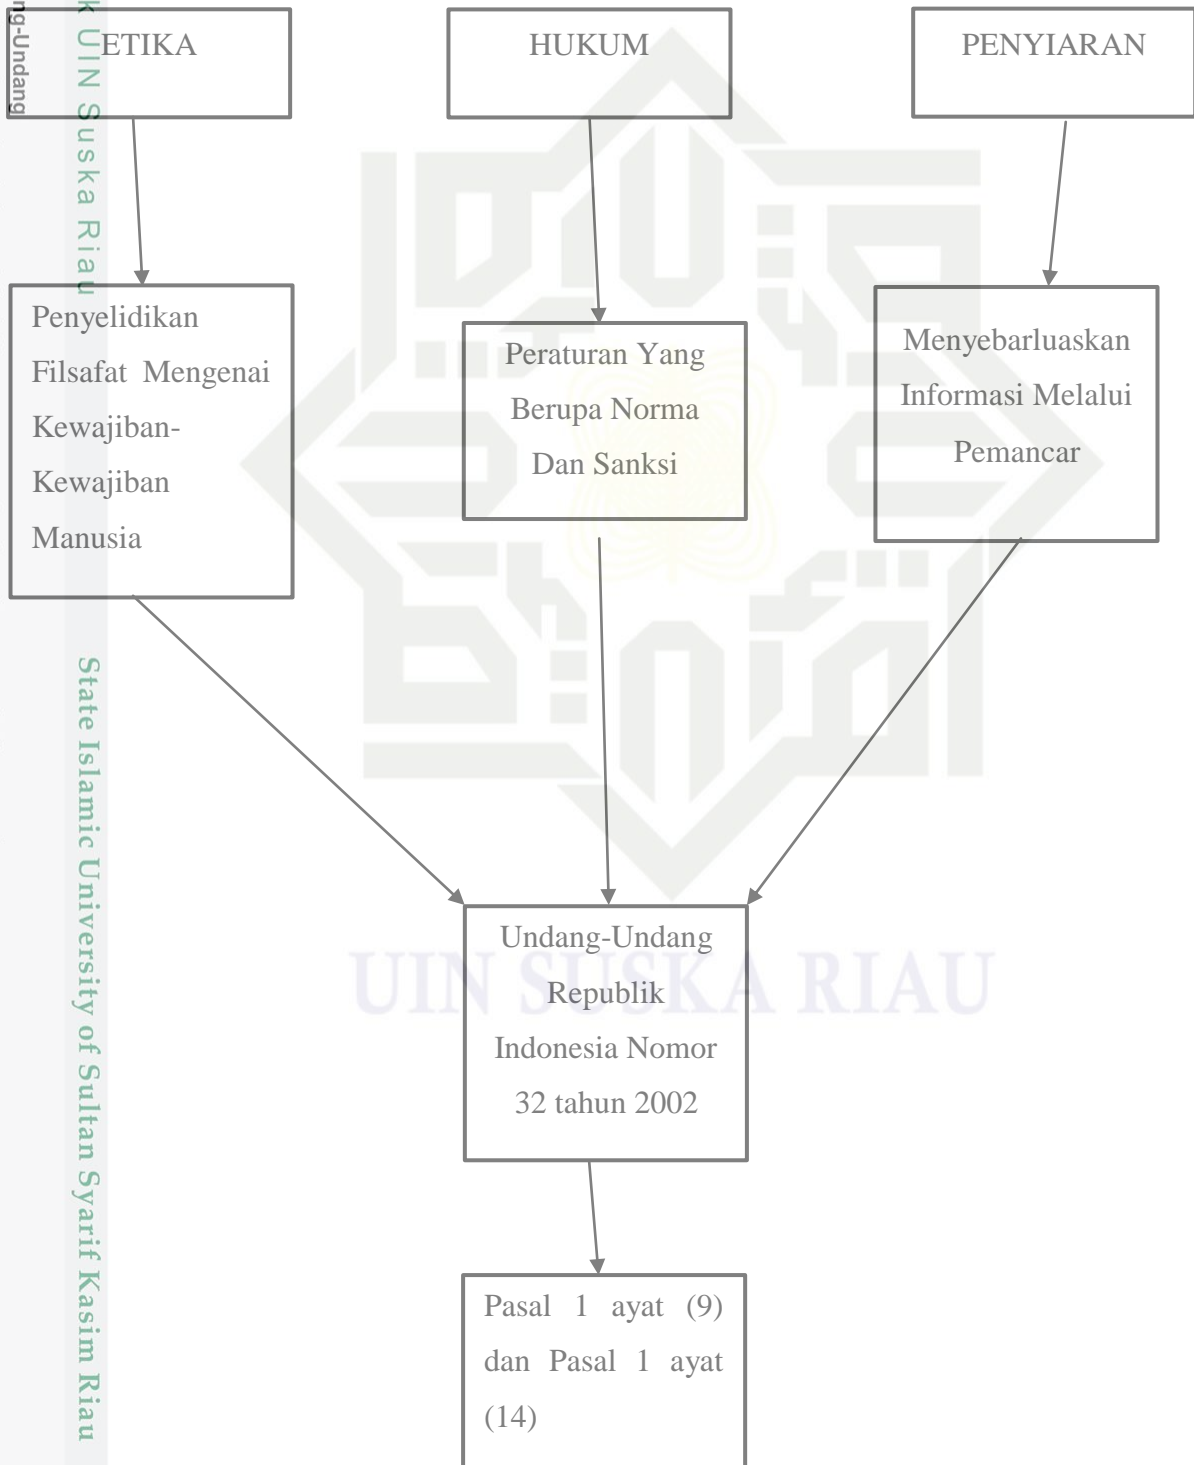 ETIKA
HUKUM
PENYIARAN
Penyelidikan
Filsafat Mengenai
Kewajiban-
Kewajiban
Manusia
Peraturan Yang
Berupa Norma
Dan Sanksi
Menyebarluaskan
Informasi Melalui
Pemancar
Undang-Undang
Republik
Indonesia Nomor
32 tahun 2002
Pasal 1 ayat (9)
dan Pasal 1 ayat
(14)
UIN SUSKA RIAU
ng-Undang
k UIN Suska Riau
State Islamic University of Sultan Syarif Kasim Riau